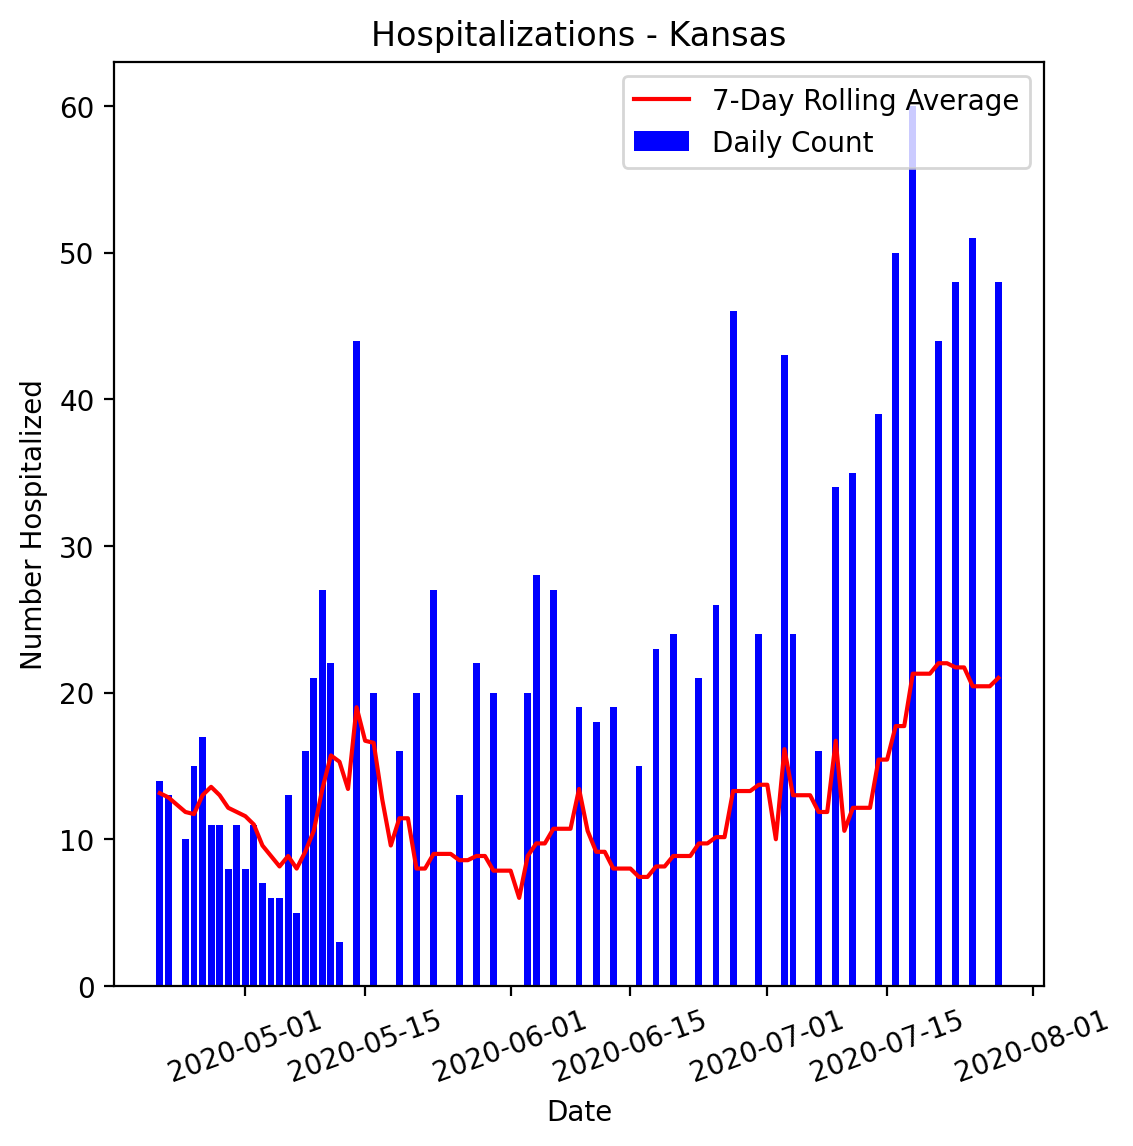 Hospitalizations - Kansas
7-Day Rolling Average
Daily Count
Number Hospitalized
60
50
40
30
20
10
0
2020-05-01
2020-05-15
2020-06-01
2020-06-15
2020-07-01
2020-07-15
2020-08-01
Date